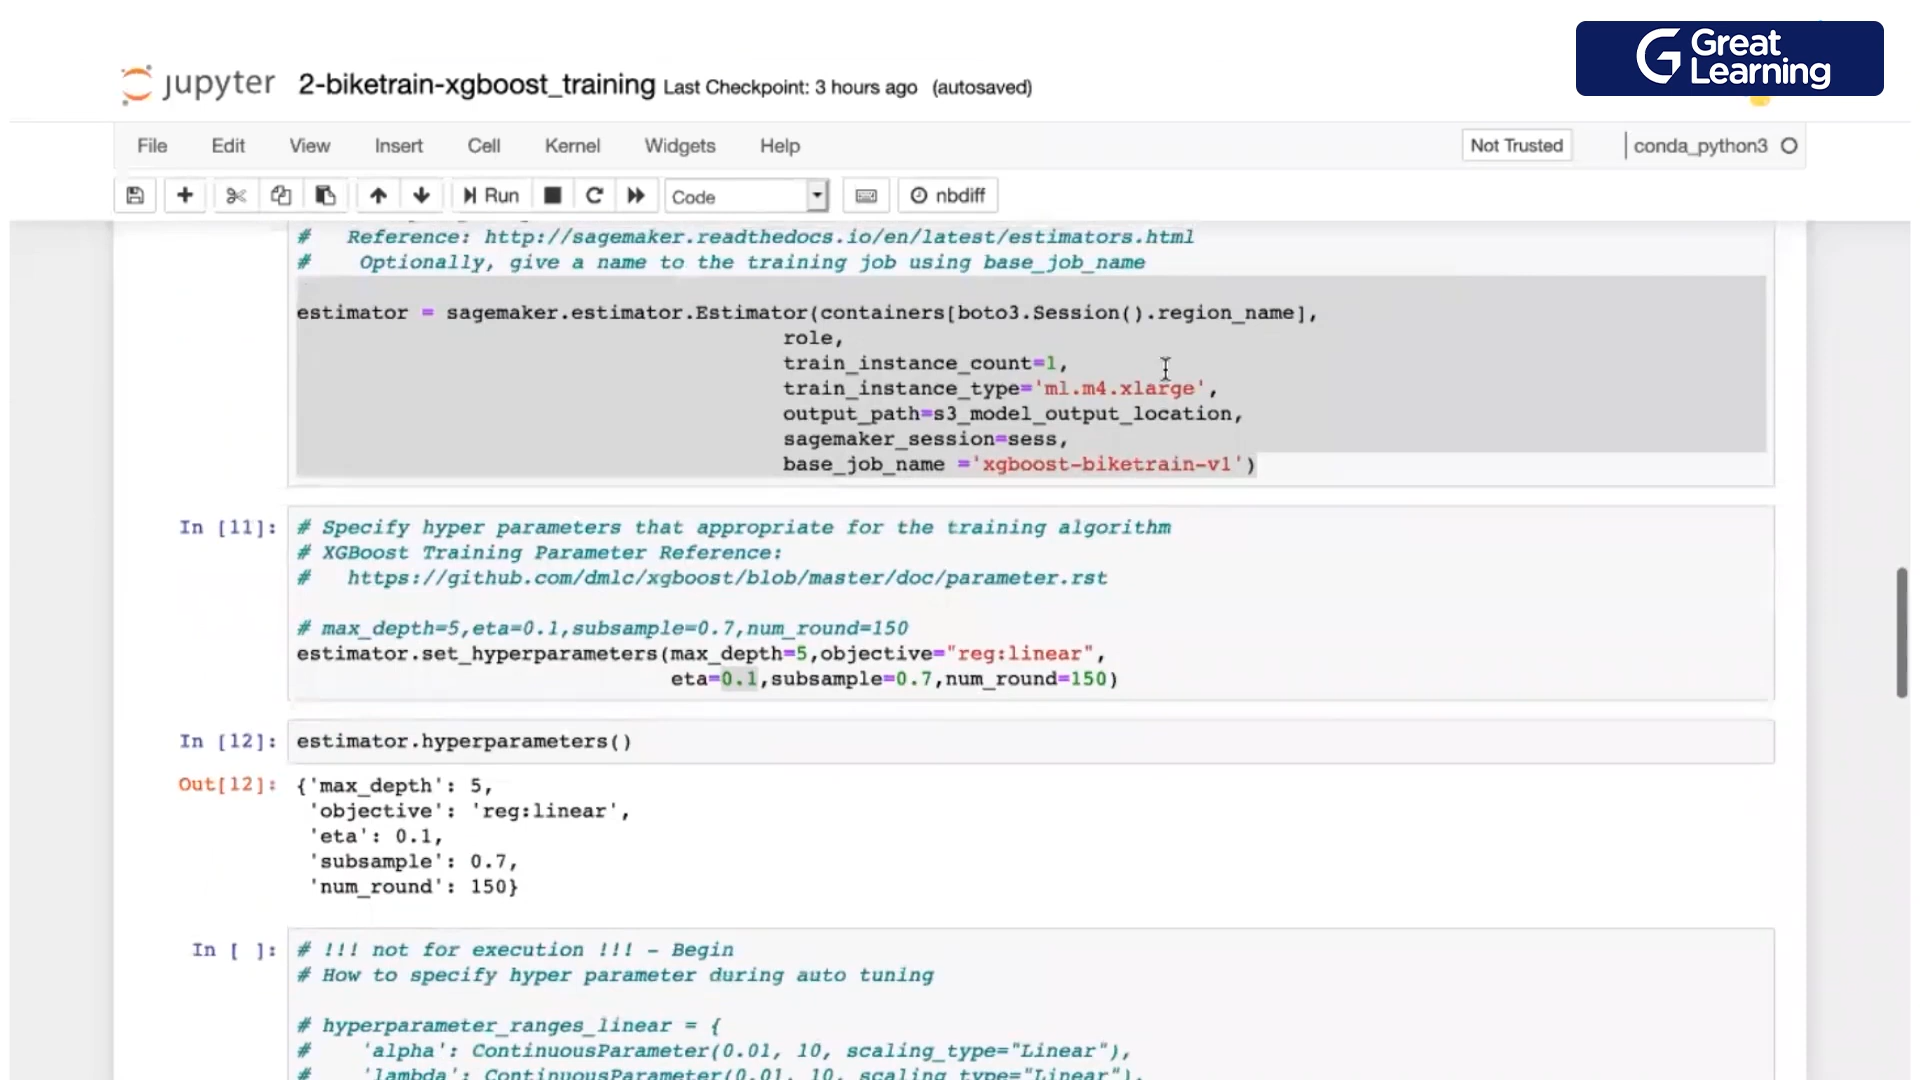 Great
Learning
jupyter 2-biketrain-xgboost_training Last Checkpoint: 3 hours ago (autosaved)
File Edit View Insert Cell Kernel Widgets Help Not Trusted conda_python3
Run Code nbdiff
# Reference: http://sagemaker.readthedocs.io/en/latest/estimators.html
# Optionally, give a name to the training job using base_job_name
estimator = sagemaker.estimator.Estimator(containers[boto3.Session().region_name],
role,
train_instance_count=1,
train_instance_type='ml.m4.xlarge',
output_path=s3_model_output_location,
sagemaker_session=sess,
base_job_name ='xgboost-biketrain-v1')
In [11]: # Specify hyper parameters that appropriate for the training algorithm
# XGBoost Training Parameter Reference:
# https://github.com/dmlc/xgboost/blob/master/doc/parameter.rst
# max_depth=5,eta=0.1,subsample=0.7,num_round=150
estimator.set_hyperparameters(max_depth=5,objective="reg:linear",
eta=0.1,subsample=0.7,num_round=150)
In [12]: estimator.hyperparameters()
Out[12]: {'max_depth': 5,
'objective': 'reg:linear',
'eta': 0.1,
'subsample': 0.7,
'num_round': 150}
In [ ]: # !!! not for execution !!! - Begin
# How to specify hyper parameter during auto tuning
# hyperparameter_ranges_linear = {
# 'alpha': ContinuousParameter(0.01, 10, scaling_type="Linear"),
# 'lambda': ContinuousParameter(0.01, 10, scaling_type="Linear"),